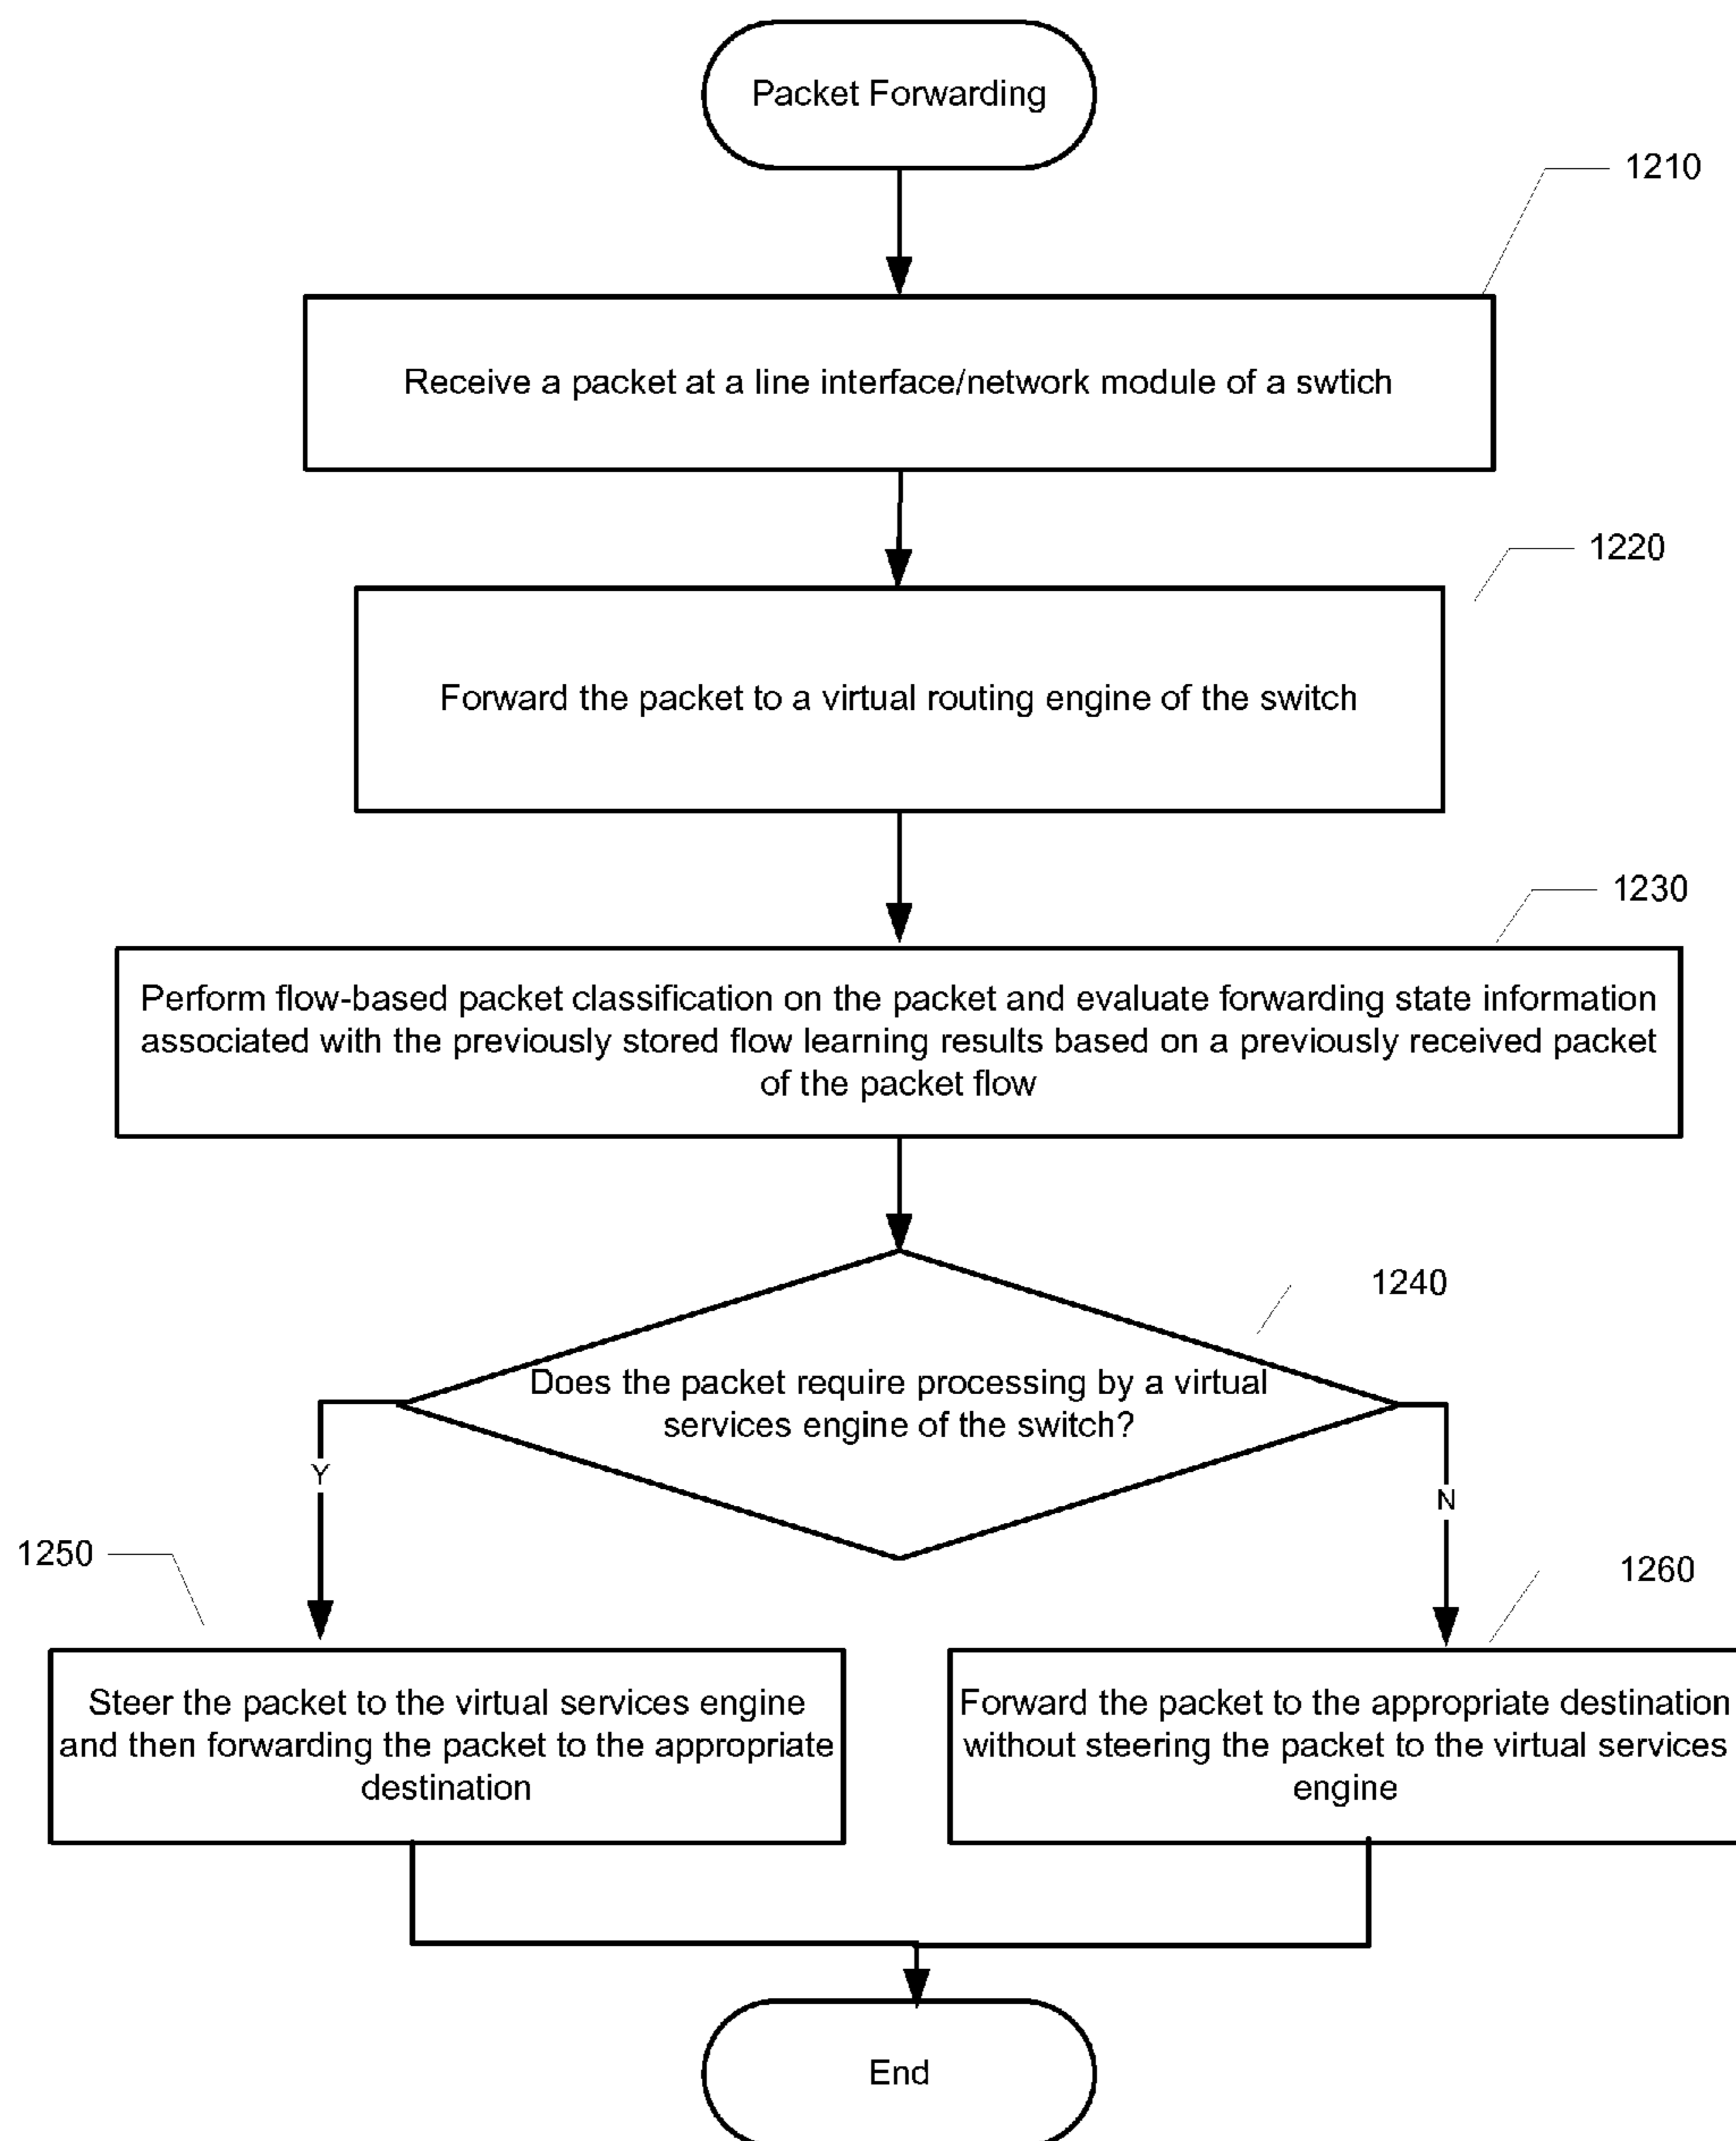 Packet Forwarding
1210
Receive a packet at a line interface/network module of a swtich
1220
Forward the packet to a virtual routing engine of the switch
1230
Perform flow-based packet classification on the packet and evaluate forwarding state information
associated with the previously stored flow learning results based on a previously received packet
of the packet flow
1240
Does the packet require processing by a virtual
services engine of the switch?
Y
N
1250
1260
Steer the packet to the virtual services engine
and then forwarding the packet to the appropriate
destination
Forward the packet to the appropriate destination
without steering the packet to the virtual services
engine
End